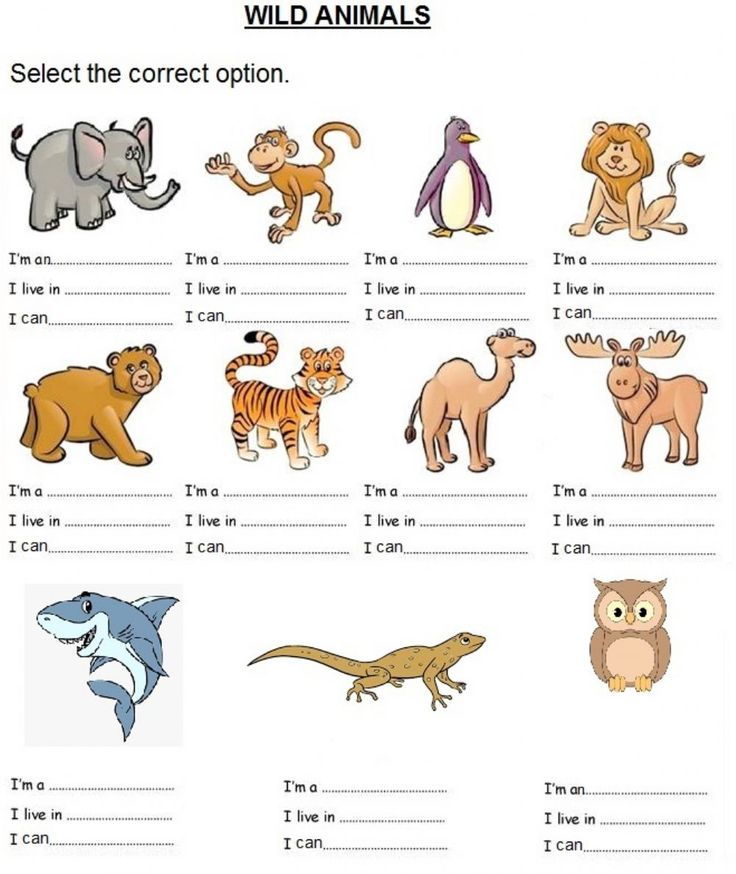 WILD ANIMALS
Select the correct option.
I'm an............................ I'm a ............................ I'm a ............................ I'm a ............................
I live in ............................ I live in ............................ I live in ............................ I live in ............................
I can............................ I can............................ I can............................ I can............................
I'm a ............................ I'm a ............................ I'm a ............................ I'm a ............................
I live in ............................ I live in ............................ I live in ............................ I live in ............................
I can............................ I can............................ I can............................ I can............................
I'm a ............................ I'm a ............................ I'm an............................
I live in ............................ I live in ............................ I live in ............................
I can............................ I can............................ I can............................